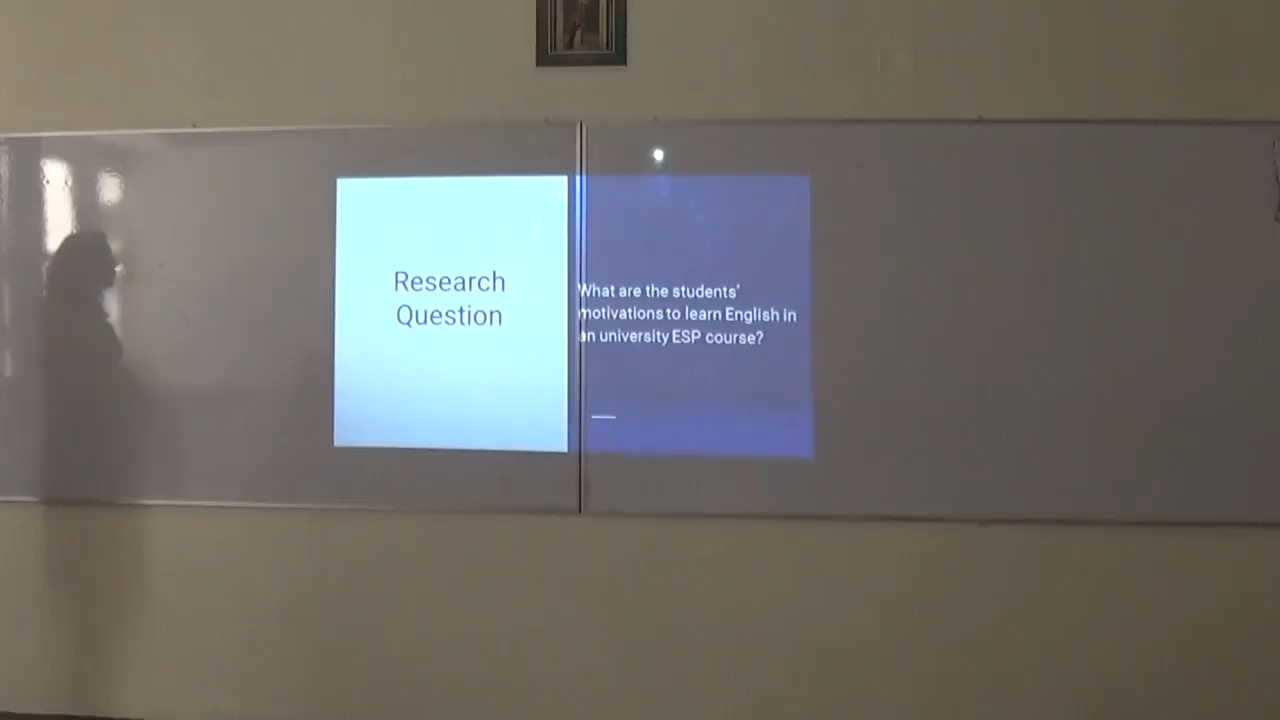 Research
Question
What are the students'
motivations to learn English in
an university ESP course?